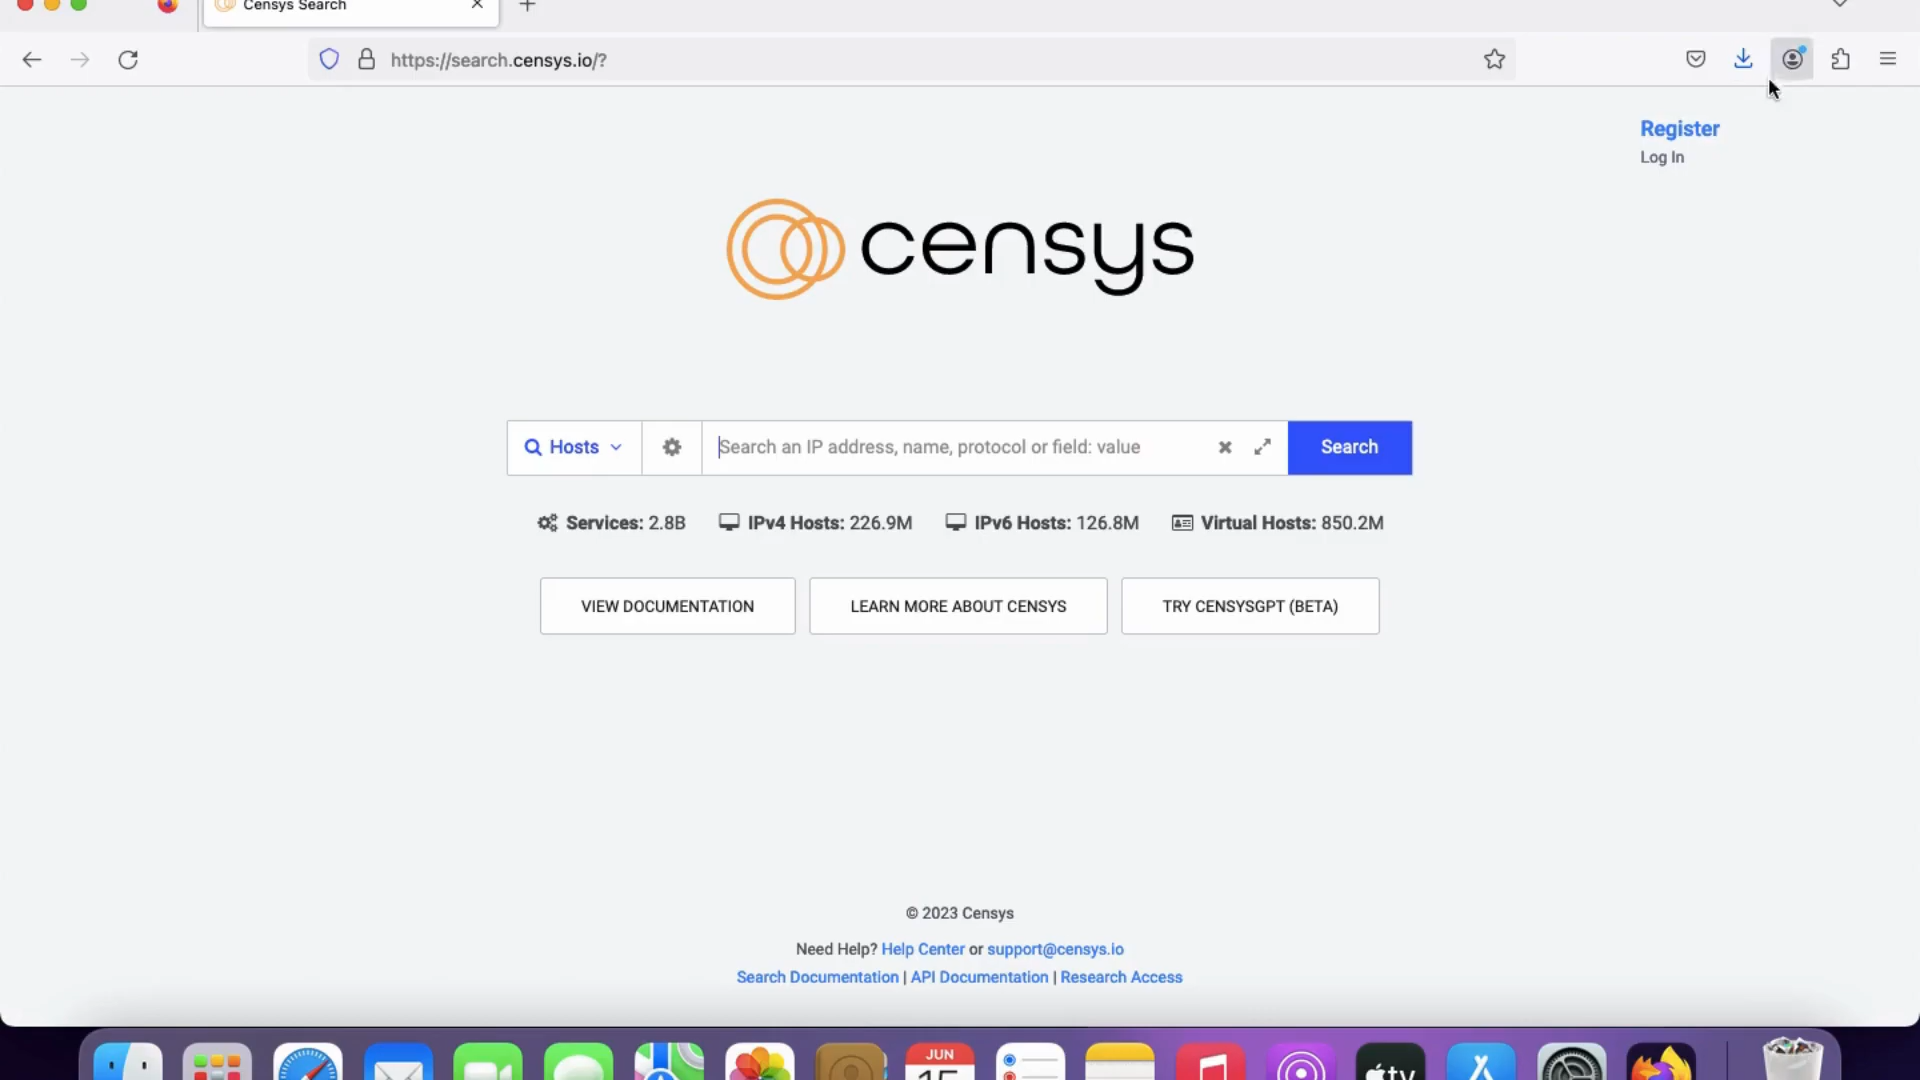 Censys Search
https://search.censys.io/?
Register
Log In
censys
Hosts
Search an IP address, name, protocol or field: value
Search
Services: 2.8B
IPv4 Hosts: 226.9M
IPv6 Hosts: 126.8M
Virtual Hosts: 850.2M
VIEW DOCUMENTATION
LEARN MORE ABOUT CENSYS
TRY CENSYSGPT (BETA)
© 2023 Censys
Need Help? Help Center or support@censys.io
Search Documentation | API Documentation | Research Access
JUN
15
tv